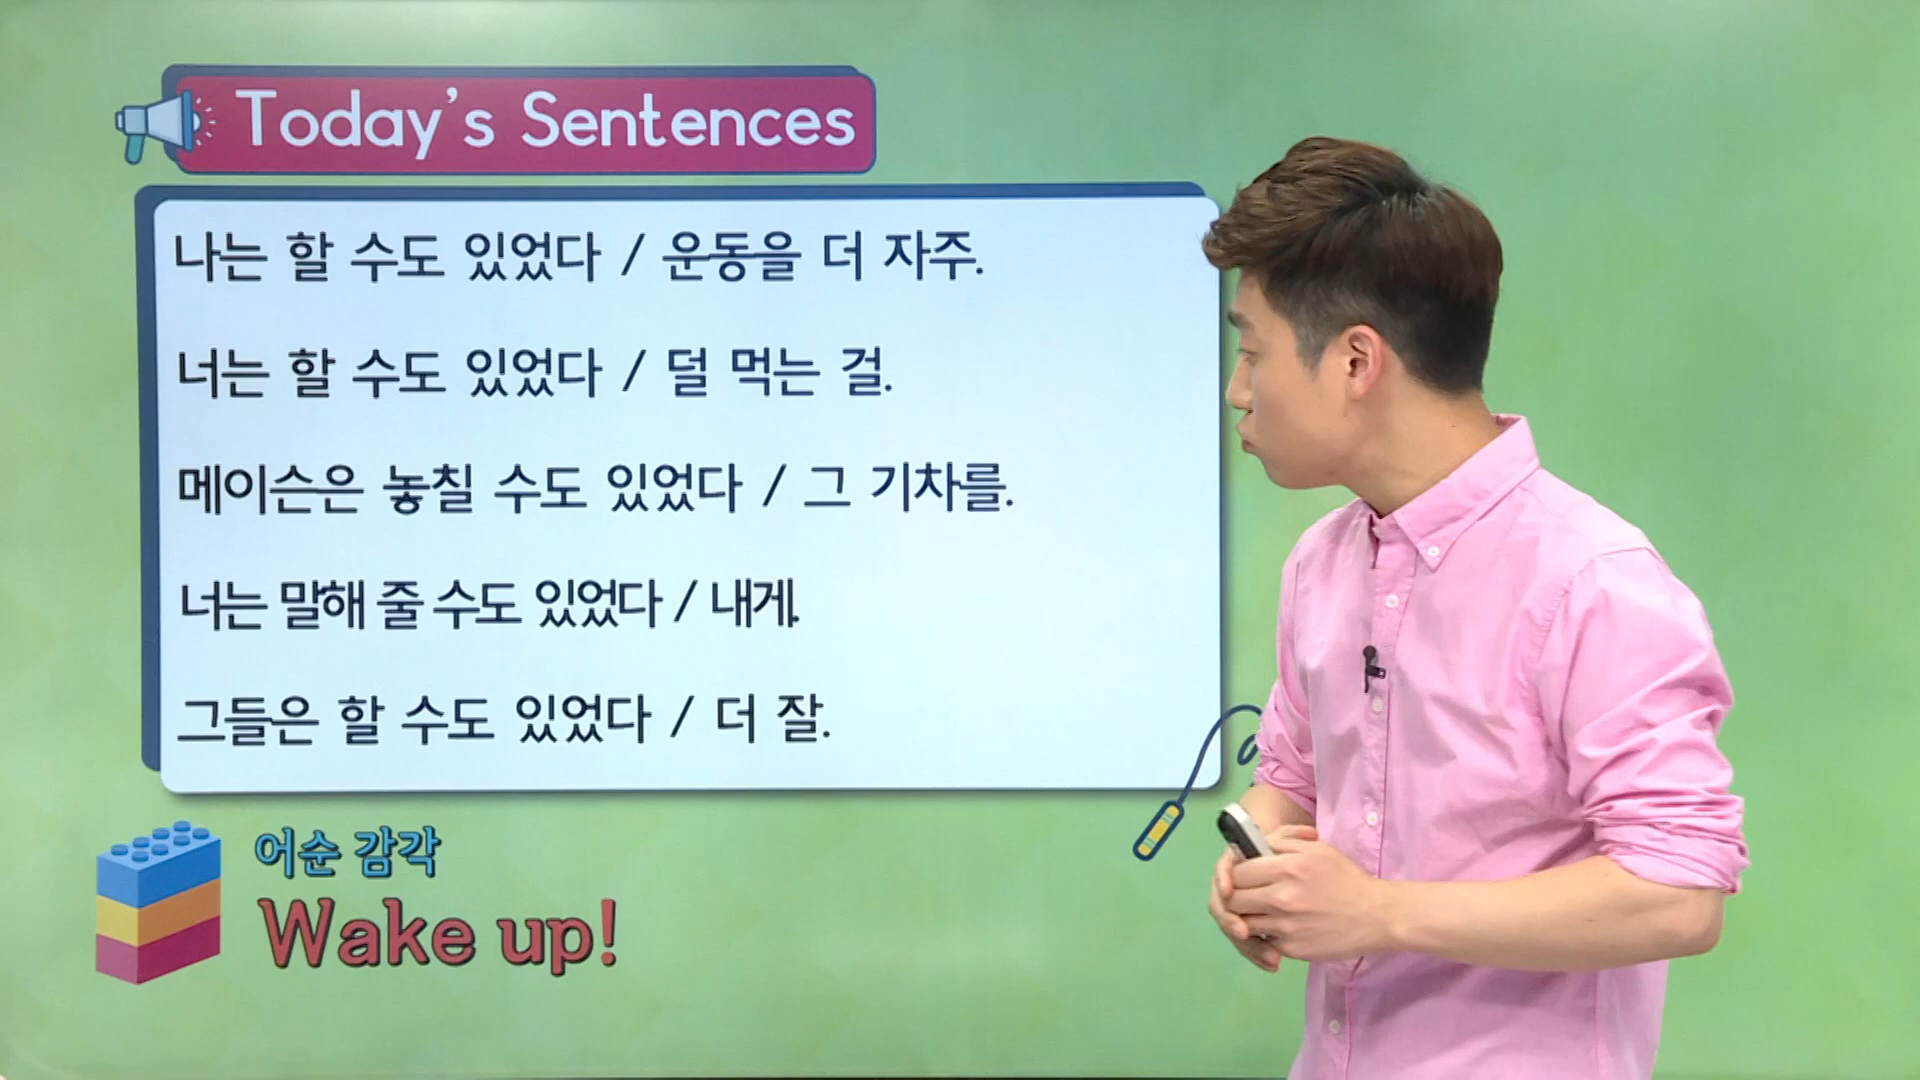 Today's Sentences
나는 할 수도 있었다 / 운동을 더 자주.
너는 할 수도 있었다 / 덜 먹는 걸.
메이슨은 놓칠 수도 있었다 / 그 기차를.
너는 말해 줄 수도 있었다 / 내게.
그들은 할 수도 있었다 / 더 잘.
어순 감각
Wake up!